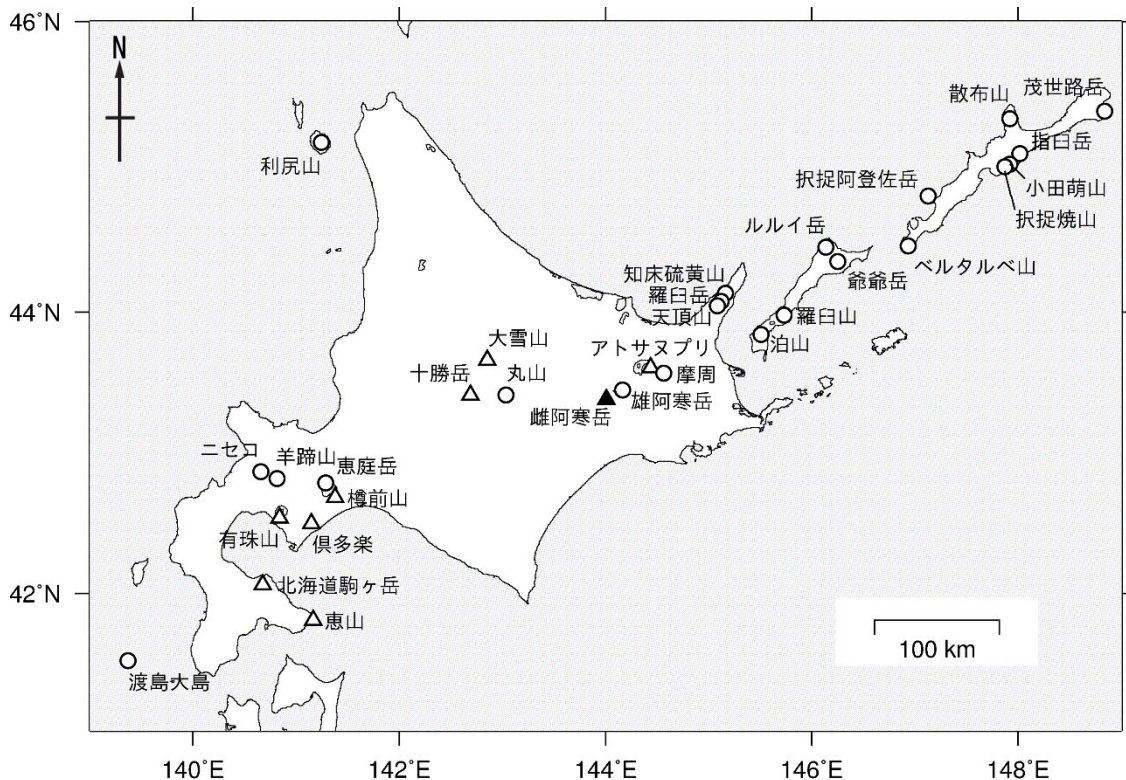 46°N
N
利尻山
散布山
茂世路岳
指臼岳
択捉阿登佐岳
小田萌山
択捉焼山
ルルイ岳
ベルタルベ山
爺爺岳
知床硫黄山
羅臼岳
天頂山
44°N
羅臼山
泊山
大雪山
アトサヌプリ
十勝岳
丸山
摩周
雄阿寒岳
雌阿寒岳
ニセコ
羊蹄山
恵庭岳
樽前山
有珠山
倶多楽
42°N
北海道駒ヶ岳
恵山
100 km
渡島大島
140°E
142°E
144°E
146°E
148°E